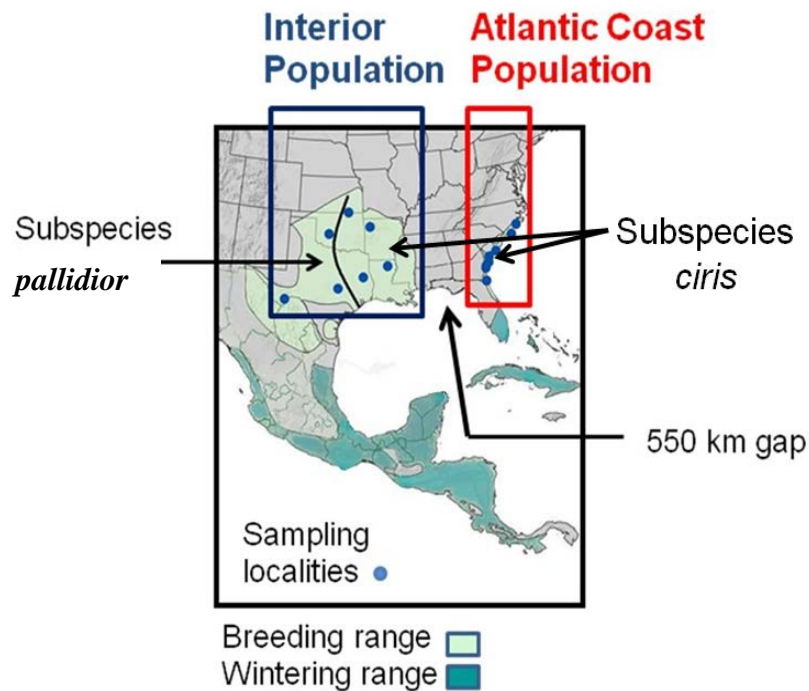 Interior
Population
Atlantic Coast
Population
Subspecies
pallidior
Subspecies
ciris
550 km gap
Sampling
localities
Breeding range
Wintering range